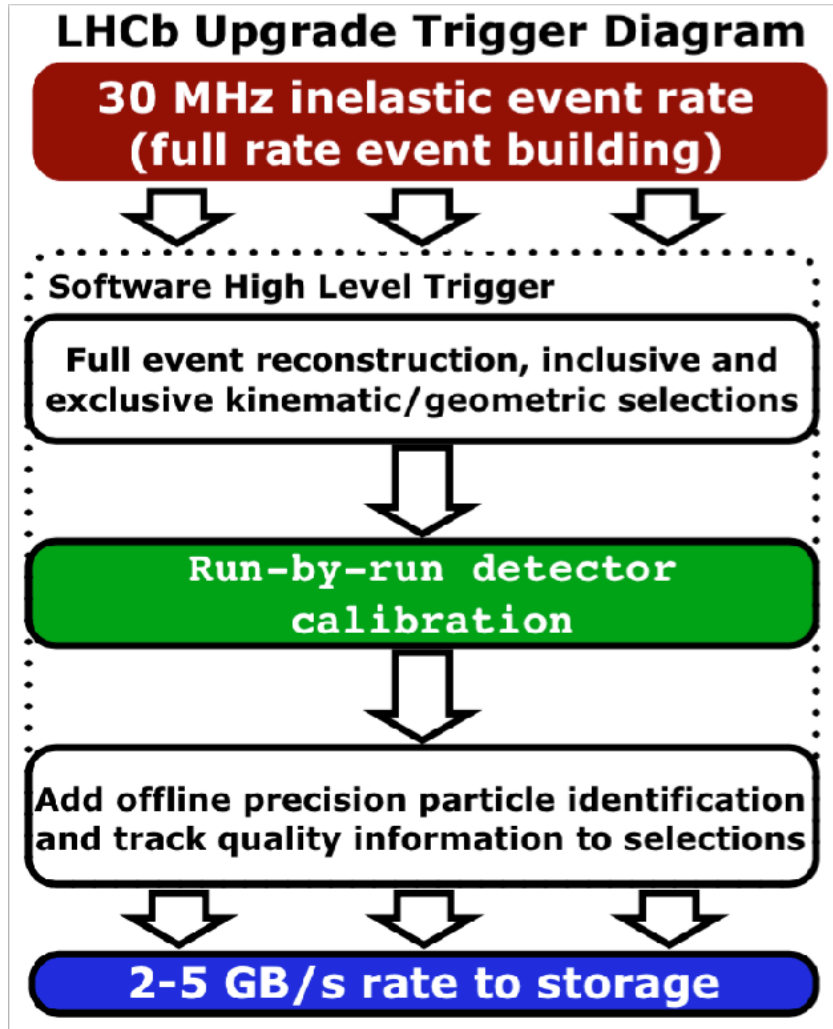 LHCb Upgrade Trigger Diagram
30 MHz inelastic event rate
(full rate event building)
Software High Level Trigger
Full event reconstruction, inclusive and
exclusive kinematic/geometric selections
Run-by-run detector
calibration
Add offline precision particle identification
and track quality information to selections
2-5 GB/s rate to storage